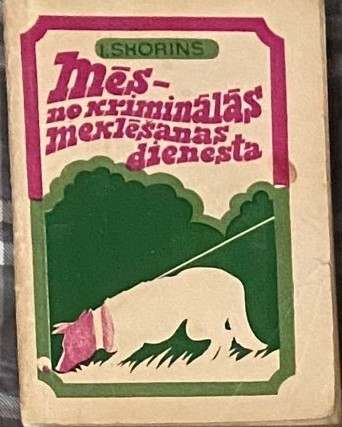 I.SKORINS
Mēs-
no kriminālās
meklēšanas
dienesta